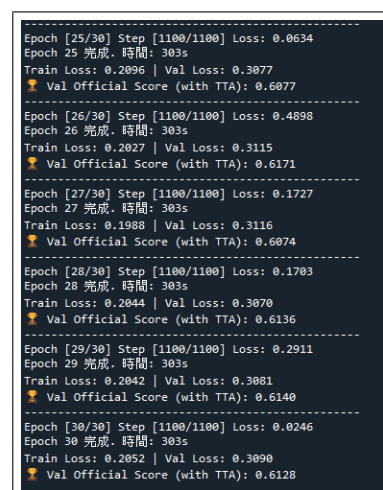 Epoch [25/30] Step [1100/1100] Loss: 0.0634
Epoch 25 完成. 時間: 303s
Train Loss: 0.2096 | Val Loss: 0.3077
🏆 Val Official Score (with TTA): 0.6077
--------------------------------------------------
Epoch [26/30] Step [1100/1100] Loss: 0.4898
Epoch 26 完成. 時間: 303s
Train Loss: 0.2027 | Val Loss: 0.3115
🏆 Val Official Score (with TTA): 0.6171
--------------------------------------------------
Epoch [27/30] Step [1100/1100] Loss: 0.1727
Epoch 27 完成. 時間: 303s
Train Loss: 0.1988 | Val Loss: 0.3116
🏆 Val Official Score (with TTA): 0.6074
--------------------------------------------------
Epoch [28/30] Step [1100/1100] Loss: 0.1703
Epoch 28 完成. 時間: 303s
Train Loss: 0.2044 | Val Loss: 0.3070
🏆 Val Official Score (with TTA): 0.6136
--------------------------------------------------
Epoch [29/30] Step [1100/1100] Loss: 0.2911
Epoch 29 完成. 時間: 303s
Train Loss: 0.2042 | Val Loss: 0.3081
🏆 Val Official Score (with TTA): 0.6140
--------------------------------------------------
Epoch [30/30] Step [1100/1100] Loss: 0.0246
Epoch 30 完成. 時間: 303s
Train Loss: 0.2052 | Val Loss: 0.3090
🏆 Val Official Score (with TTA): 0.6128